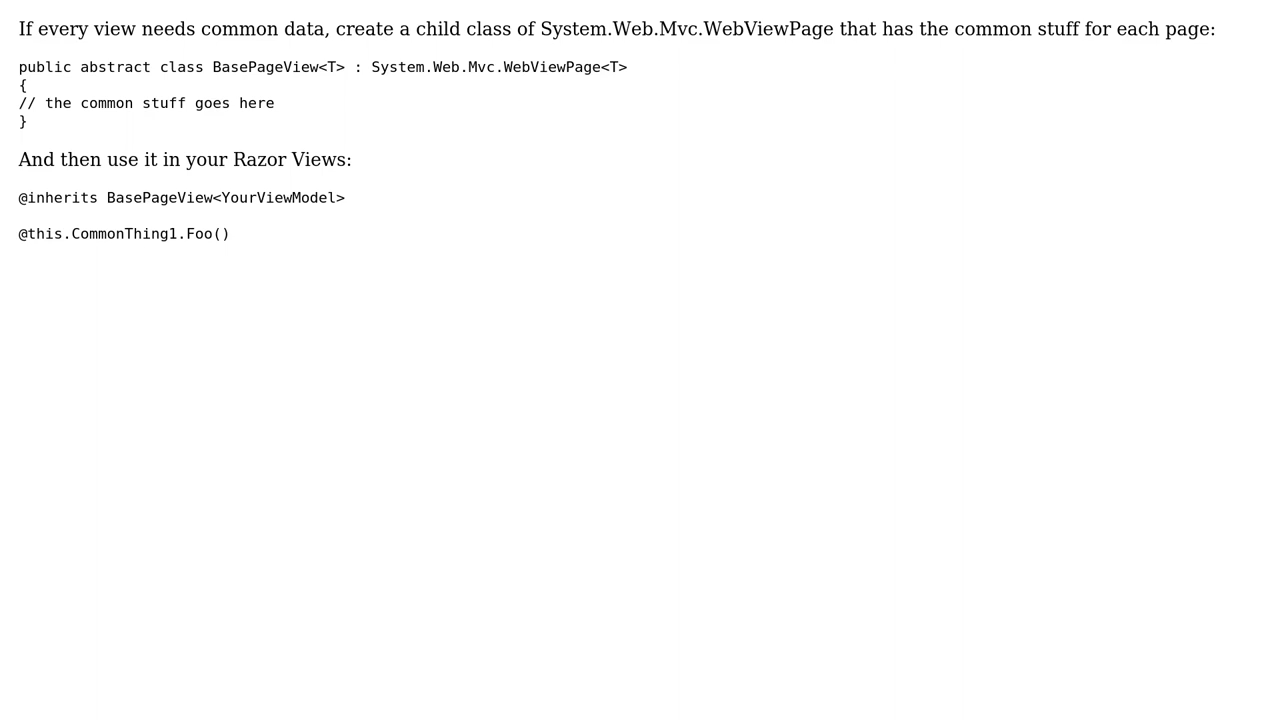 If every view needs common data, create a child class of System.Web.Mvc.WebViewPage that has the common stuff for each page:
public abstract class BasePageView<T> : System.Web.Mvc.WebViewPage<T>
{
// the common stuff goes here
}
And then use it in your Razor Views:
@inherits BasePageView<YourViewModel>
@this.CommonThing1.Foo()